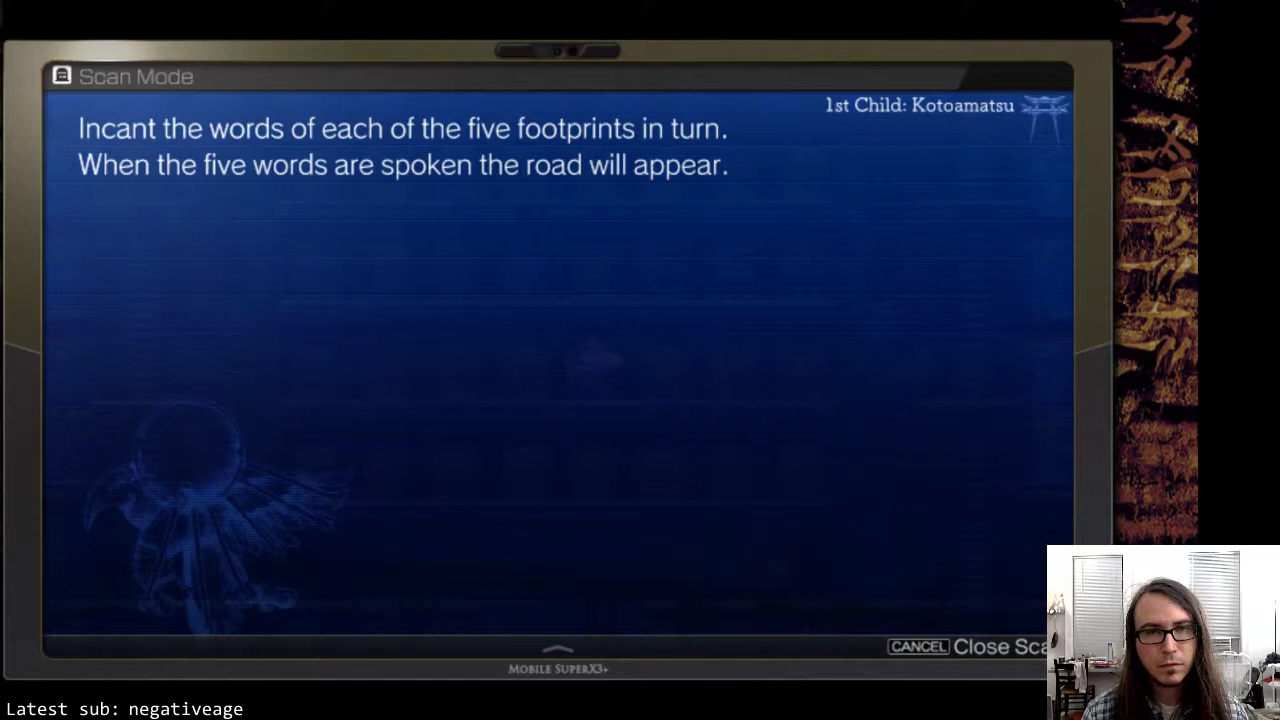 Scan Mode
1st Child: Kotoamatsu
Incant the words of each of the five footprints in turn.
When the five words are spoken the road will appear.
CANCEL Close Sca
MOBILE SUPERX3+
Latest sub: negativeage